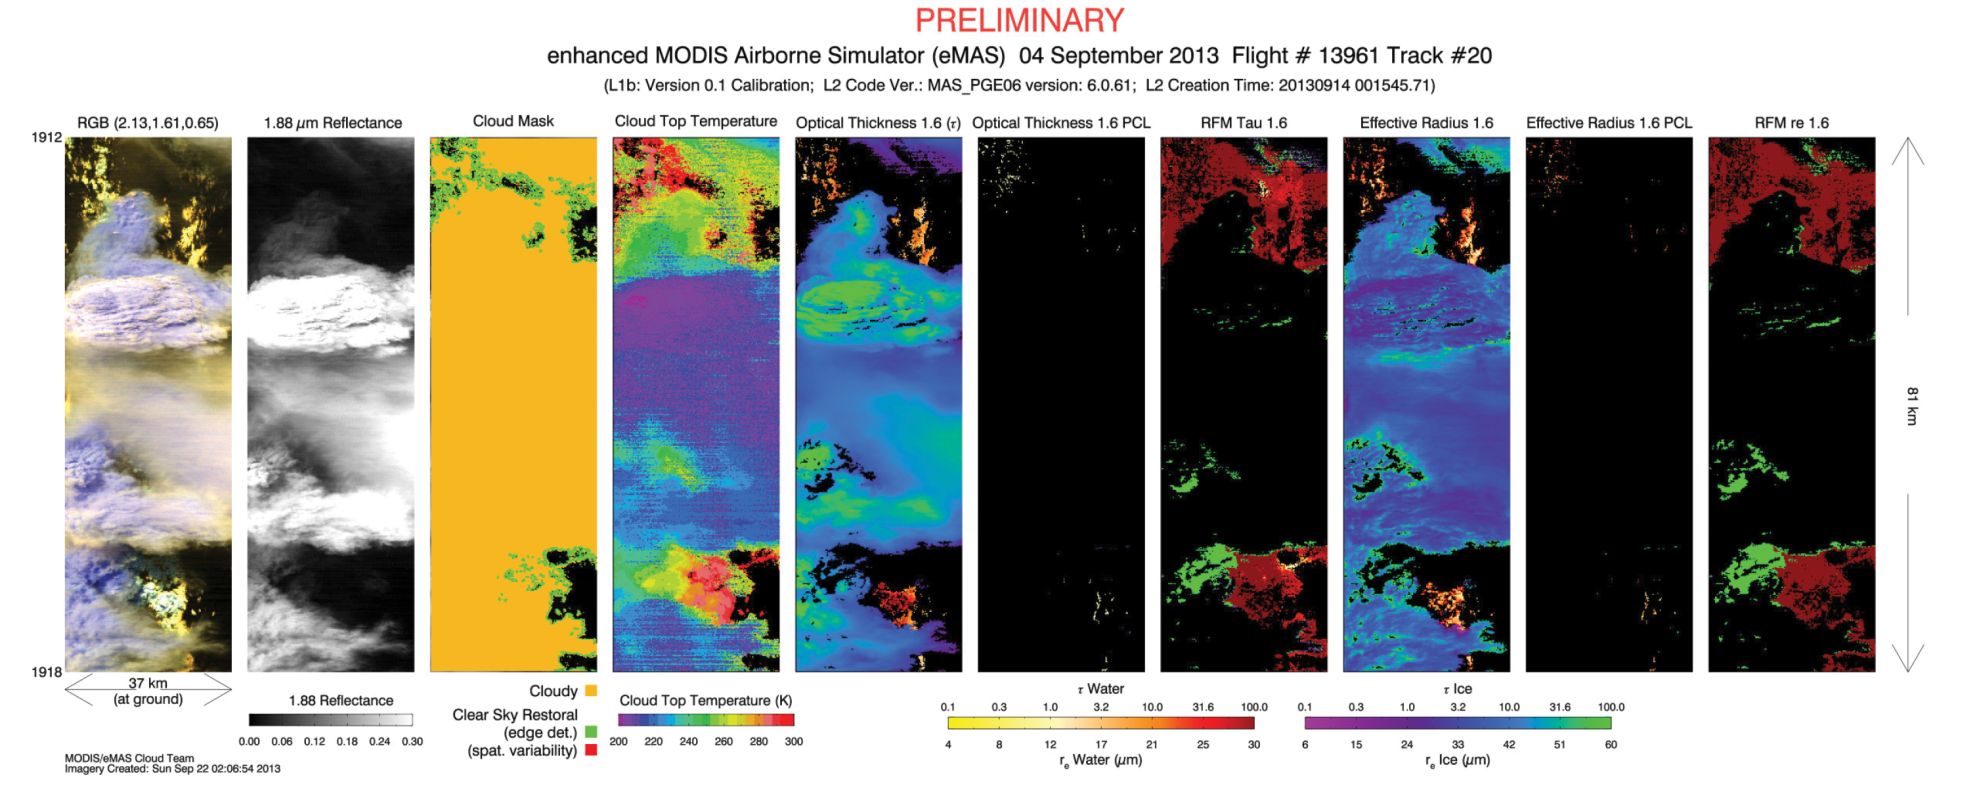 PRELIMINARY
enhanced MODIS Airborne Simulator (eMAS)  04 September 2013  Flight # 13961 Track #20
(L1b: Version 0.1 Calibration;  L2 Code Ver.: MAS_PGE06 version: 6.0.61;  L2 Creation Time: 20130914 001545.71)
RGB (2.13,1.61,0.65)
1.88 μm Reflectance
Cloud Mask
Cloud Top Temperature
Optical Thickness 1.6 (τ)
Optical Thickness 1.6 PCL
RFM Tau 1.6
Effective Radius 1.6
Effective Radius 1.6 PCL
RFM re 1.6
1912
1918
81 km
37 km
(at ground)
1.88 Reflectance
0.00 0.06 0.12 0.18 0.24 0.30
Cloudy
Clear Sky Restoral
(edge det.)
(spat. variability)
Cloud Top Temperature (K)
200 220 240 260 280 300
τ Water
0.1 0.3 1.0 3.2 10.0 31.6 100.0
4 8 12 17 21 25 30
re Water (μm)
τ Ice
0.1 0.3 1.0 3.2 10.0 31.6 100.0
6 15 24 33 42 51 60
re Ice (μm)
MODIS/eMAS Cloud Team
Imagery Created: Sun Sep 22 02:06:54 2013